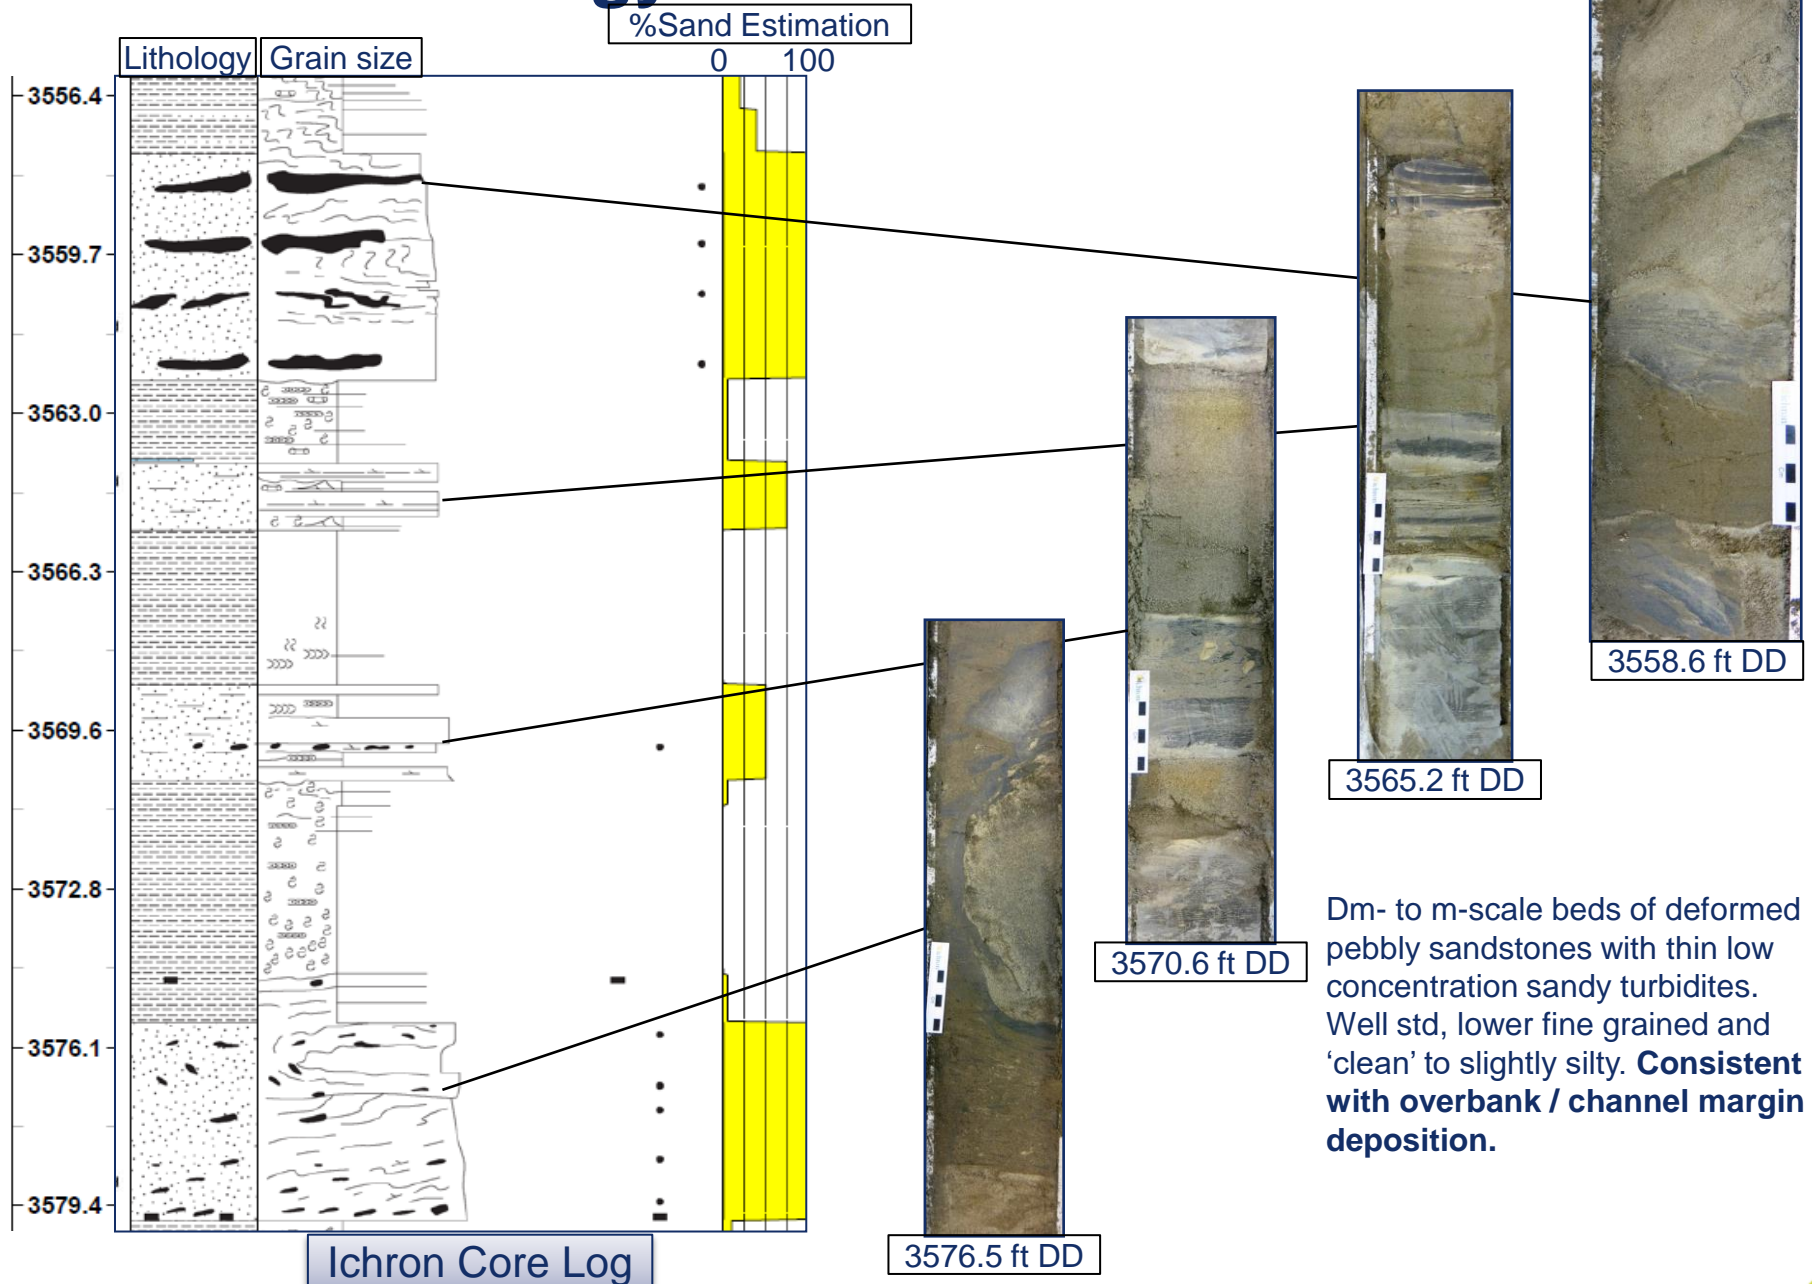 %Sand Estimation
0 100
Lithology
Grain size
3556.4
3559.7
3563.0
3566.3
3569.6
3572.8
3576.1
3579.4
3558.6 ft DD
3565.2 ft DD
3570.6 ft DD
3576.5 ft DD
Dm- to m-scale beds of deformed
pebbly sandstones with thin low
concentration sandy turbidites.
Well std, lower fine grained and
‘clean’ to slightly silty. Consistent
with overbank / channel margin
deposition.
Ichron Core Log